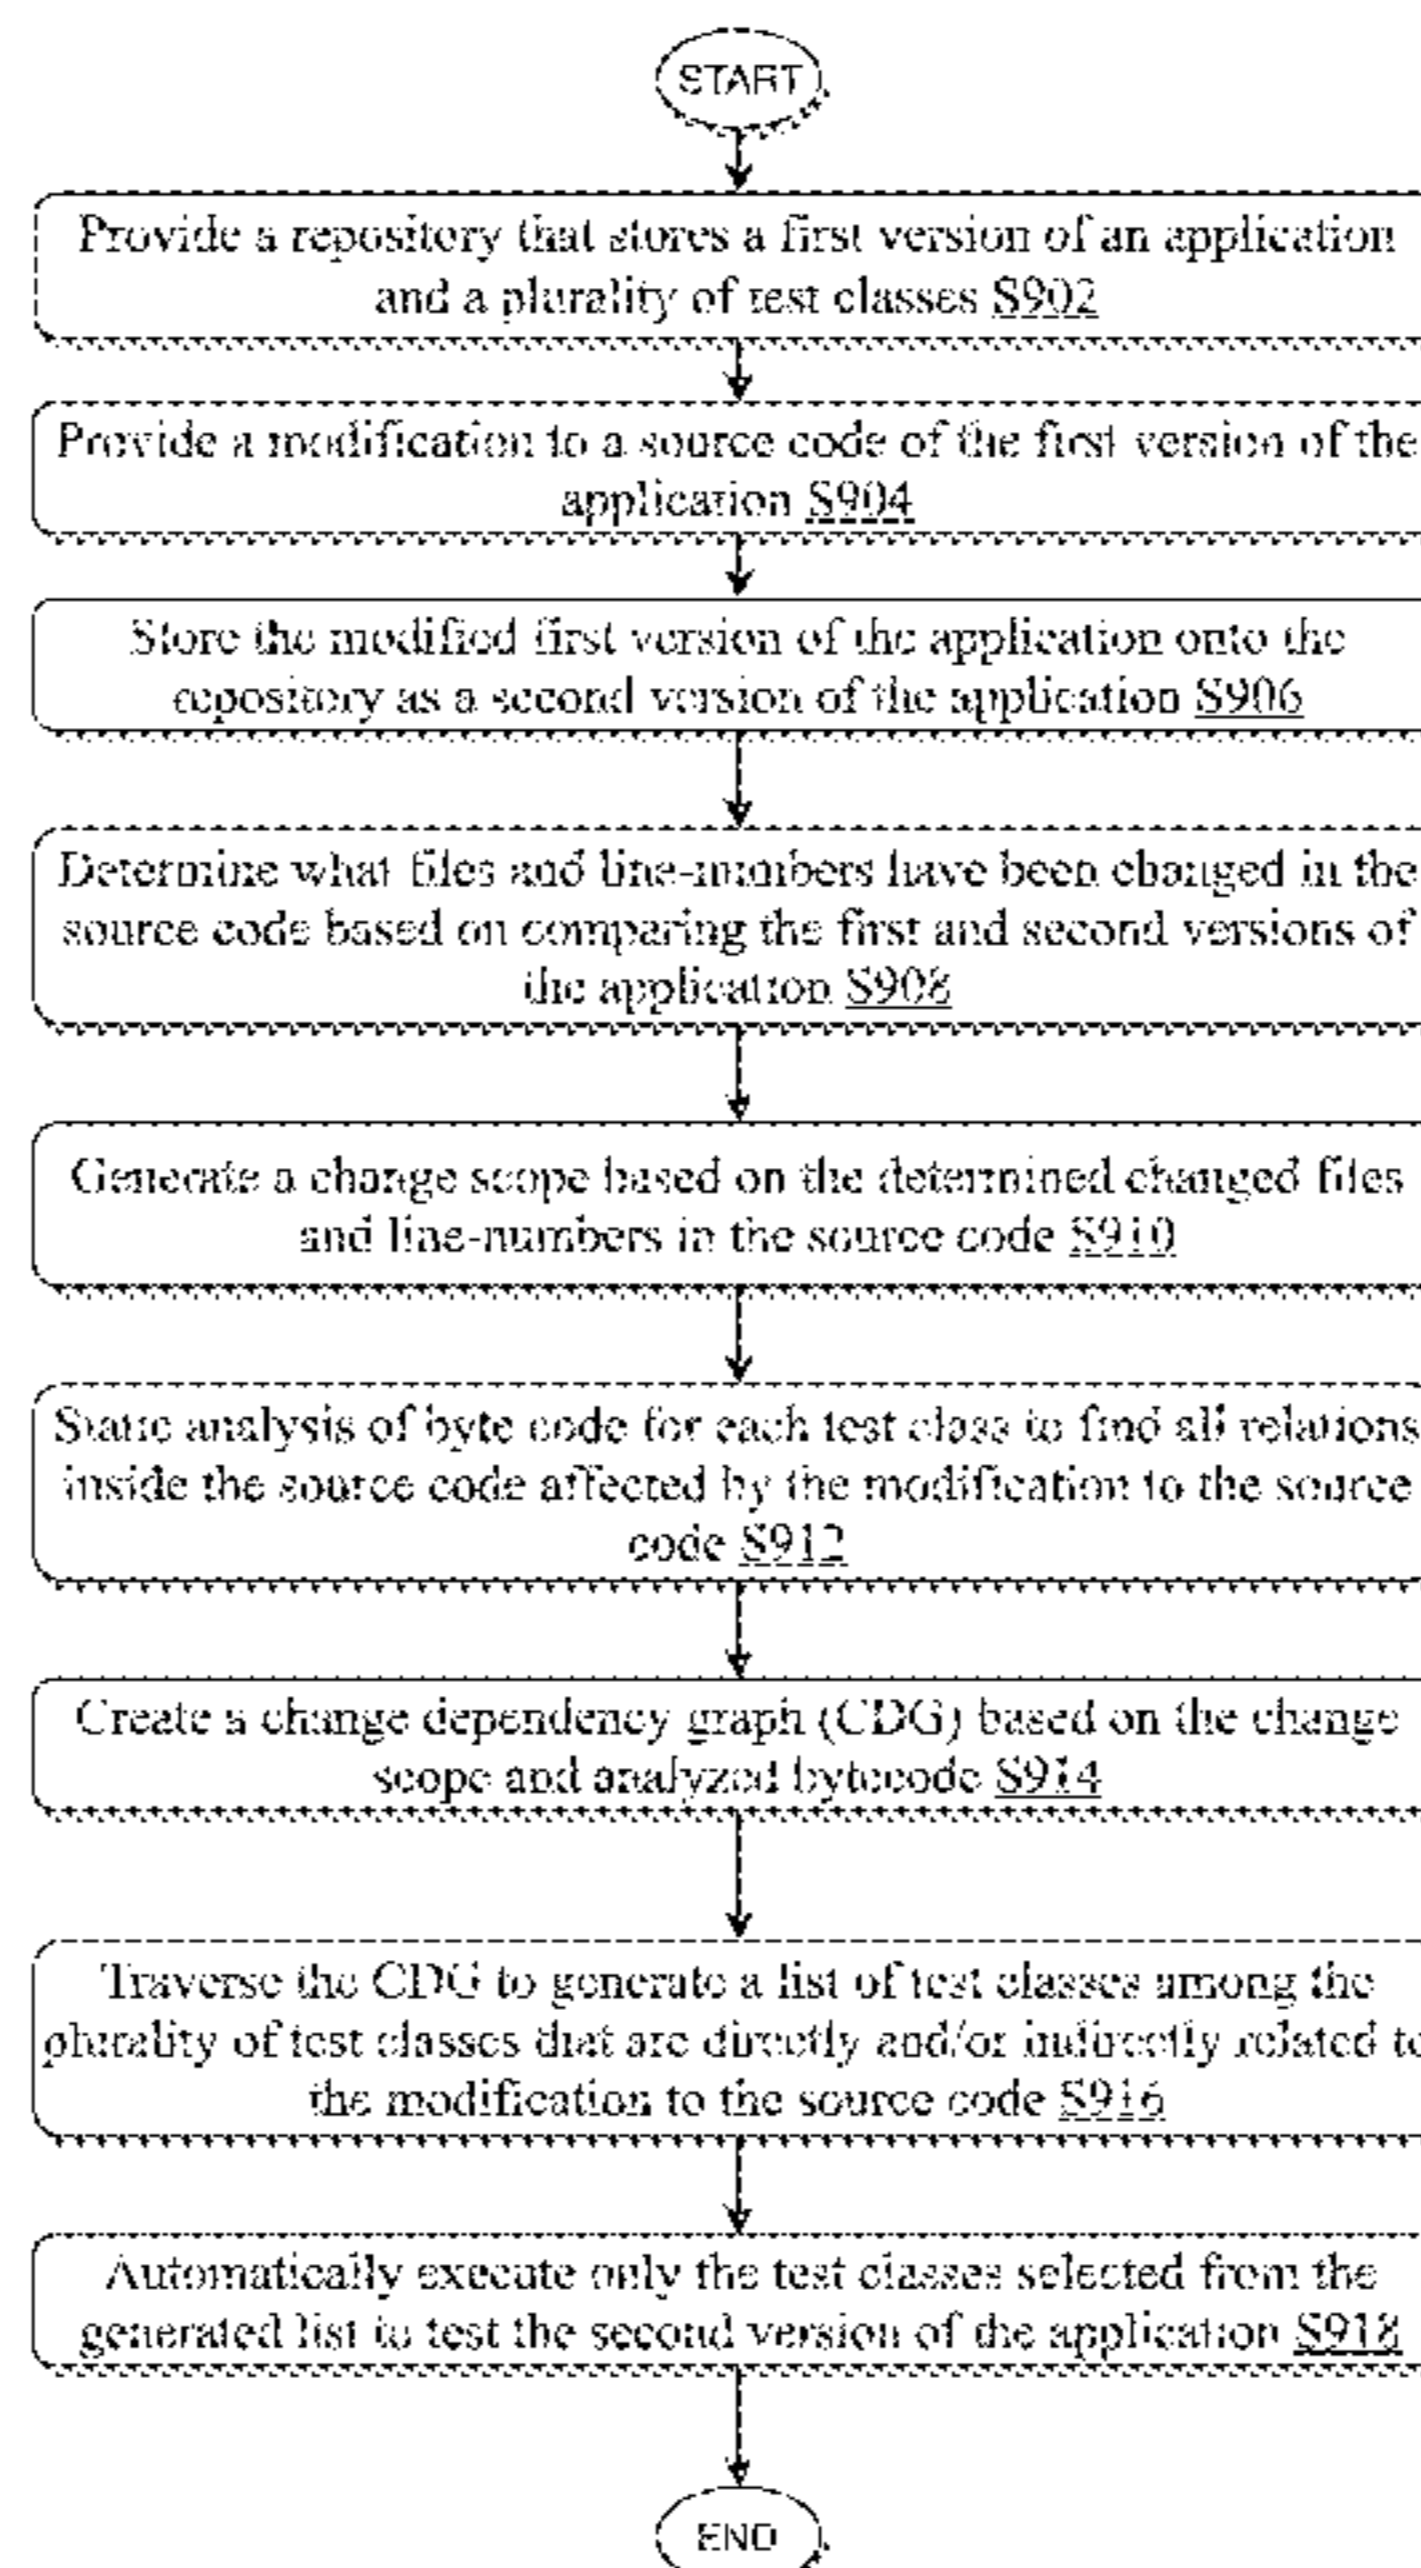 START
Provide a repository that stores a first version of an application
and a plurality of test classes S902
Provide a modification to a source code of the first version of the
application S904
Store the modified first version of the application onto the
repository as a second version of the application S906
Determine what files and line-numbers have been changed in the
source code based on comparing the first and second versions of
the application S908
Generate a change scope based on the determined changed files
and line-numbers in the source code S910
Static analysis of byte code for each test class to find all relations
inside the source code affected by the modification to the source
code S912
Create a change dependency graph (CDG) based on the change
scope and analyzed bytecode S914
Traverse the CDG to generate a list of test classes among the
plurality of test classes that are directly and/or indirectly related to
the modification to the source code S916
Automatically execute only the test classes selected from the
generated list to test the second version of the application S918
END